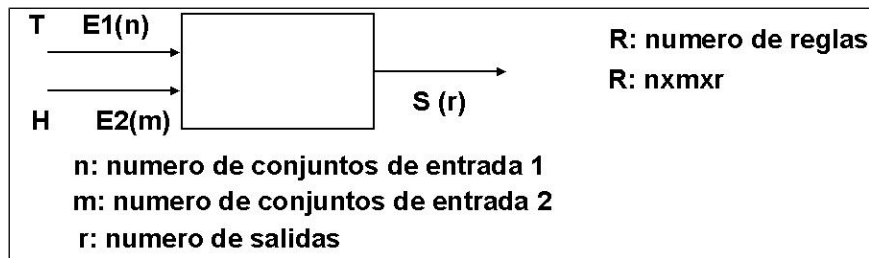 T E1(n)
H E2(m)
S (r)
R: numero de reglas
R: nxmxr
n: numero de conjuntos de entrada 1
m: numero de conjuntos de entrada 2
r: numero de salidas